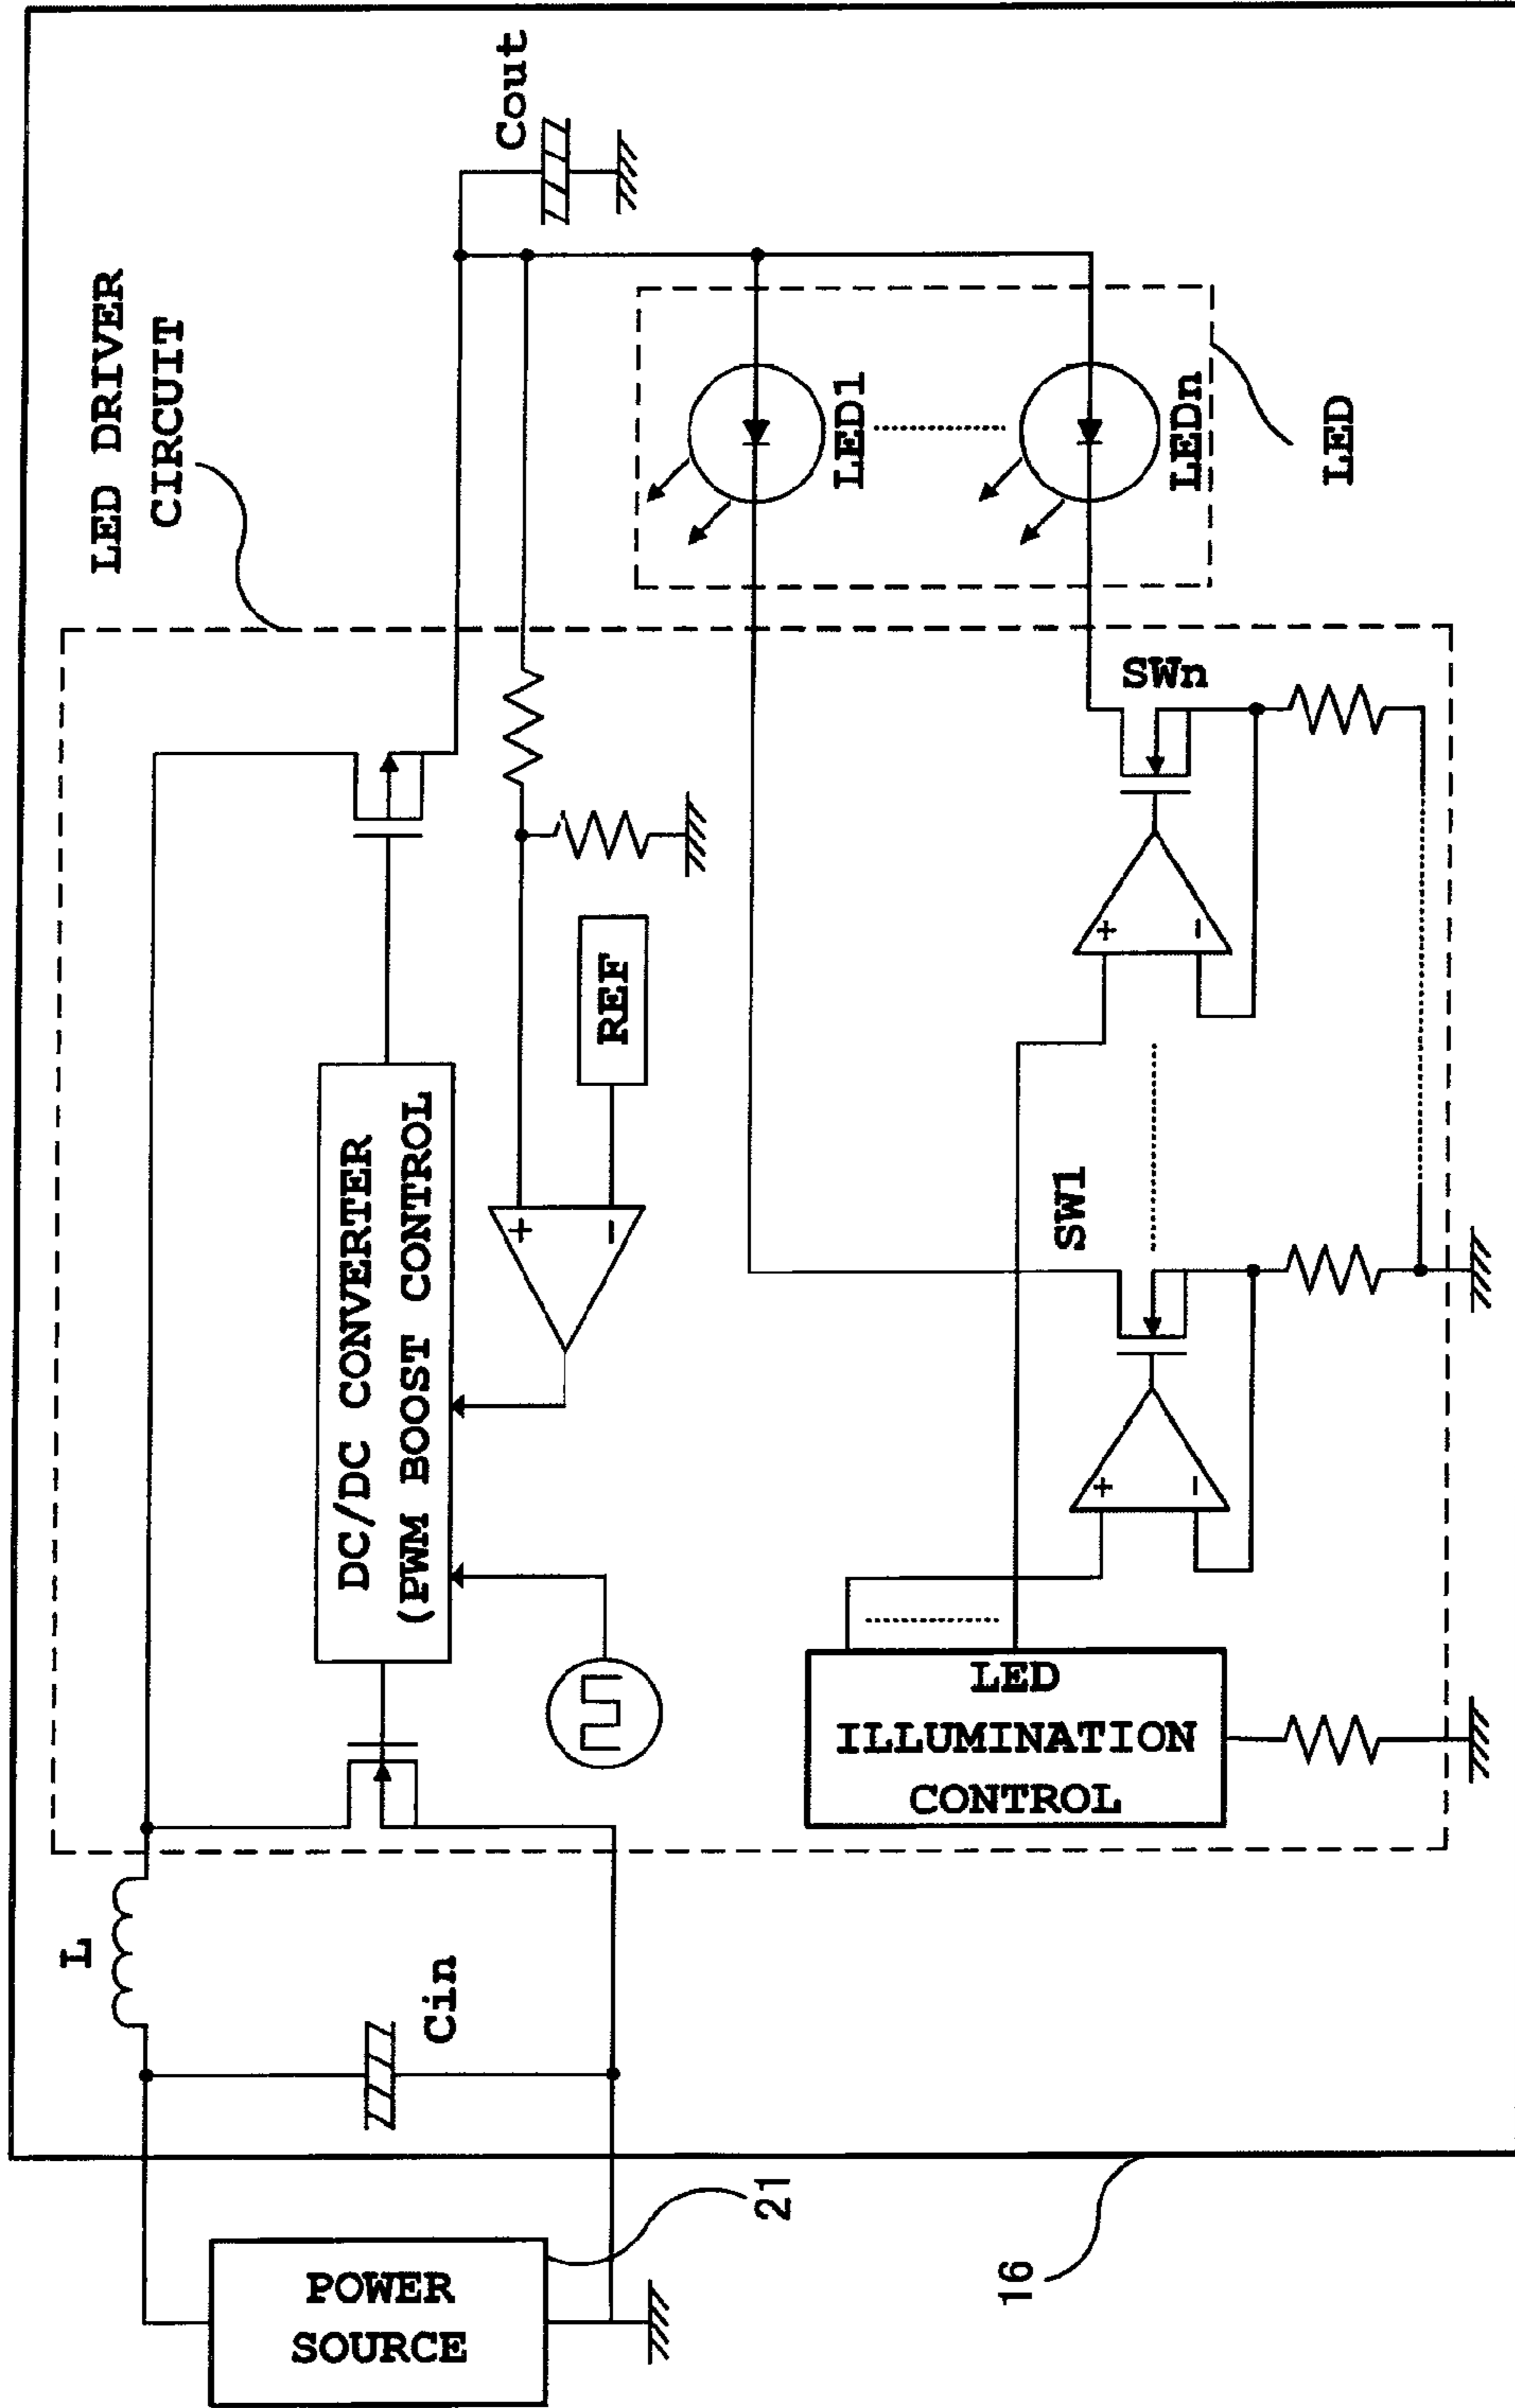 LED DRIVER
CIRCUIT
L
Cin
Cout
POWER
SOURCE
21
16
DC/DC CONVERTER
(PWM BOOST CONTROL
REF
+
−
LED1
LEDn
LED
LED
ILLUMINATION
CONTROL
SW1
+
−
SWn
+
−